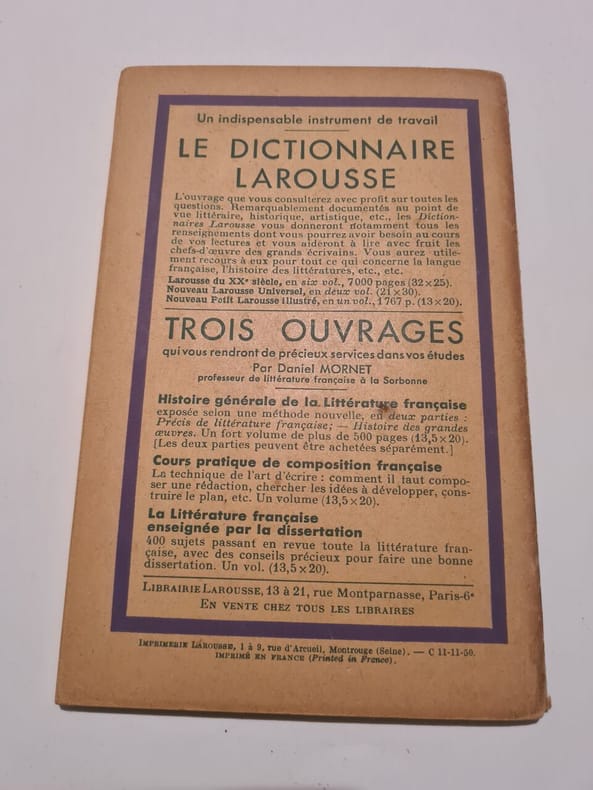 Un indispensable instrument de travail
LE DICTIONNAIRE
LAROUSSE
L'ouvrage que vous consulterez avec profit sur toutes les
questions. Remarquablement documentés au point de
vue littéraire, historique, artistique, etc., les Diction-
naires Larousse vous donneront notamment tous les
renseignements dont vous pourrez avoir besoin au cours
de vos lectures et vous aideront à lire avec fruit les
chefs-d'œuvre des grands écrivains. Vous aurez utile-
ment recours à eux pour tout ce qui concerne la langue
française, l'histoire des littératures, etc., etc.
Larousse du XXe siècle, en six vol., 7000 pages (32×25).
Nouveau Larousse Universel, en deux vol. (21×30).
Nouveau Petit Larousse Illustré, en un vol., 1767 p. (13×20).
TROIS OUVRAGES
qui vous rendront de précieux services dans vos études
Par Daniel MORNET
professeur de littérature française à la Sorbonne
Histoire générale de la Littérature française
exposée selon une méthode nouvelle, en deux parties :
Précis de littérature française; — Histoire des grandes
œuvres. Un fort volume de plus de 500 pages (13,5×20).
[Les deux parties peuvent être achetées séparément.]
Cours pratique de composition française
La technique de l'art d'écrire : comment il faut compo-
ser une rédaction, chercher les idées à développer, cons-
truire le plan, etc. Un volume (13,5×20).
La Littérature française
enseignée par la dissertation
400 sujets passant en revue toute la littérature fran-
çaise, avec des conseils précieux pour faire une bonne
dissertation. Un vol. (13,5×20).
LIBRAIRIE LAROUSSE, 13 à 21, rue Montparnasse, Paris-6e
EN VENTE CHEZ TOUS LES LIBRAIRES
IMPRIMERIE LAROUSSE, 1 à 9, rue d'Arcueil, Montrouge (Seine). — C 11-11-50.
IMPRIMÉ EN FRANCE (Printed in France).